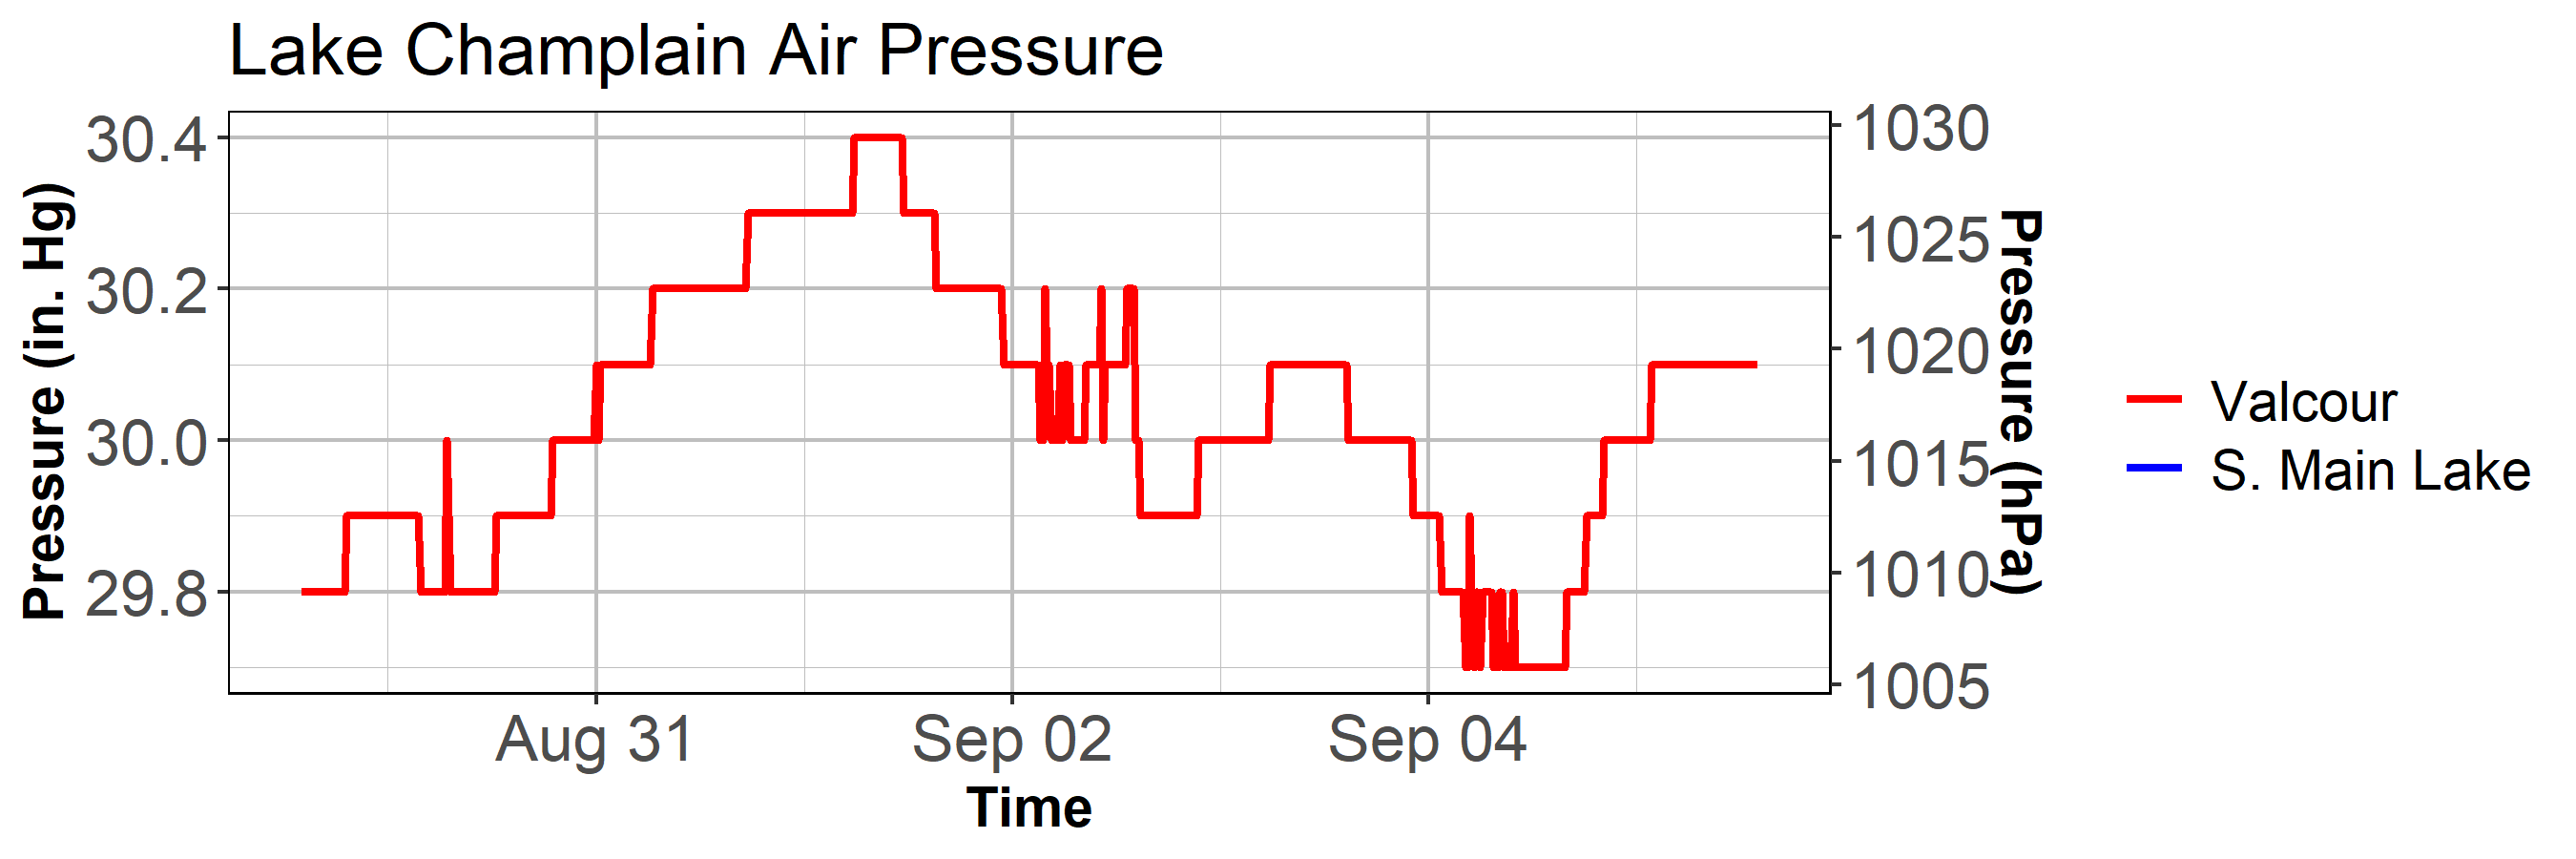 Lake Champlain Air Pressure
Pressure (in. Hg)
30.4
30.2
30.0
29.8
1030
1025
1020
1015
1010
1005
Pressure (hPa)
Aug 31
Sep 02
Sep 04
Time
Valcour
S. Main Lake